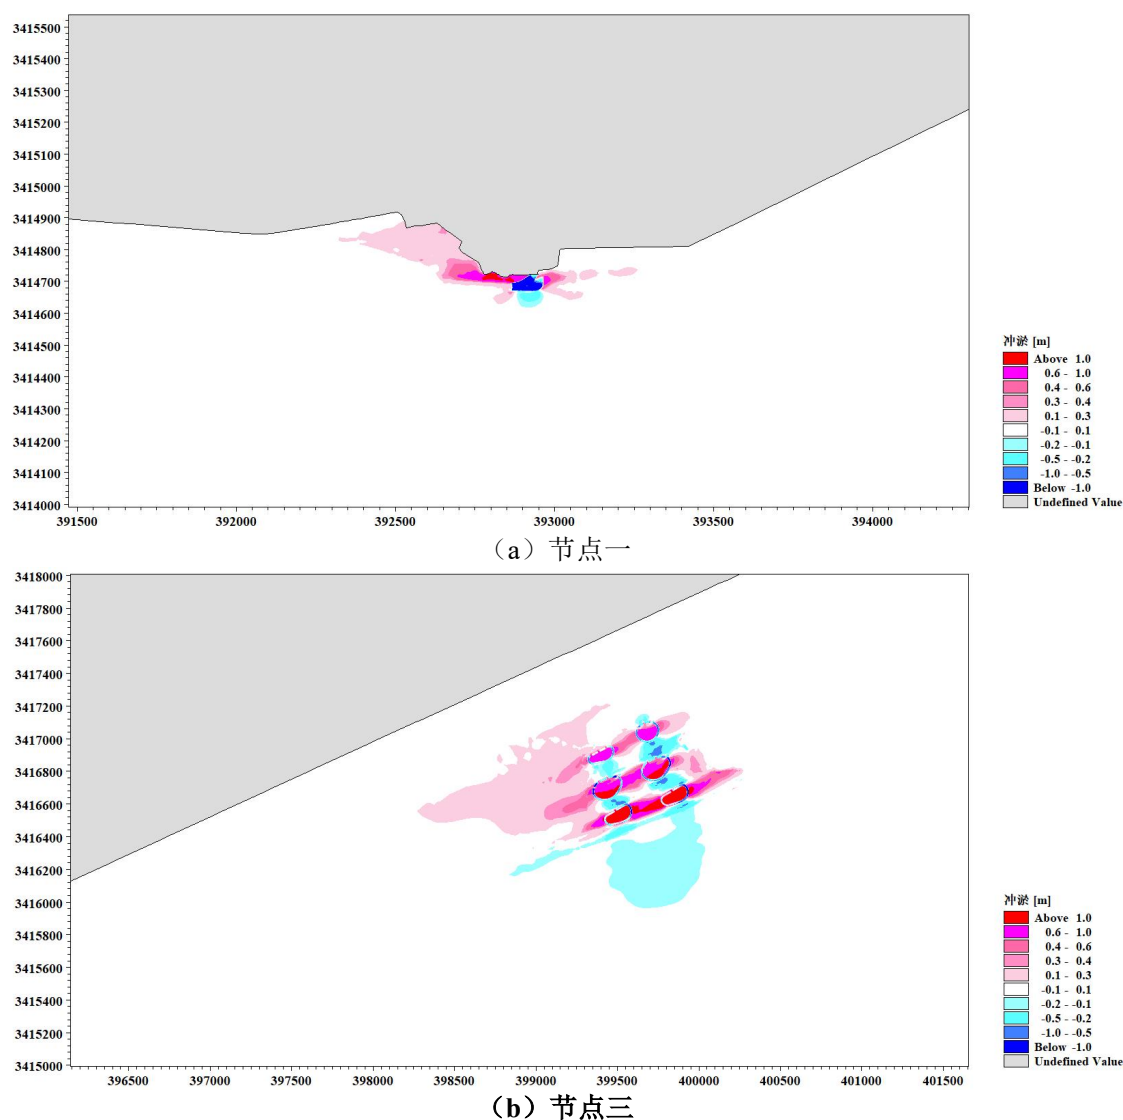 3415500
3415400
3415300
3415200
3415100
3415000
3414900
3414800
3414700
3414600
3414500
3414400
3414300
3414200
3414100
3414000
391500 392000 392500 393000 393500 394000
冲淤 [m]
Above 1.0
0.6 - 1.0
0.4 - 0.6
0.3 - 0.4
0.1 - 0.3
-0.1 - 0.1
-0.2 - -0.1
-0.5 - -0.2
-1.0 - -0.5
Below -1.0
Undefined Value
（a）节点一
3418000
3417800
3417600
3417400
3417200
3417000
3416800
3416600
3416400
3416200
3416000
3415800
3415600
3415400
3415200
3415000
396500 397000 397500 398000 398500 399000 399500 400000 400500 401000 401500
冲淤 [m]
Above 1.0
0.6 - 1.0
0.4 - 0.6
0.3 - 0.4
0.1 - 0.3
-0.1 - 0.1
-0.2 - -0.1
-0.5 - -0.2
-1.0 - -0.5
Below -1.0
Undefined Value
（b）节点三